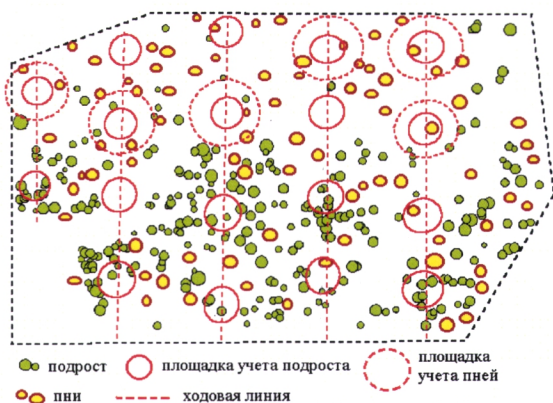 подрост
площадка учета подроста
площадка
учета пней
пни
ходовая линия